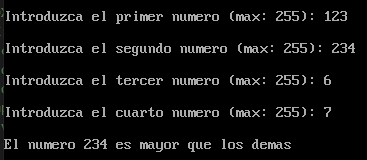 Introduzca el primer numero (max: 255): 123
Introduzca el segundo numero (max: 255): 234
Introduzca el tercer numero (max: 255): 6
Introduzca el cuarto numero (max: 255): 7
El numero 234 es mayor que los demas